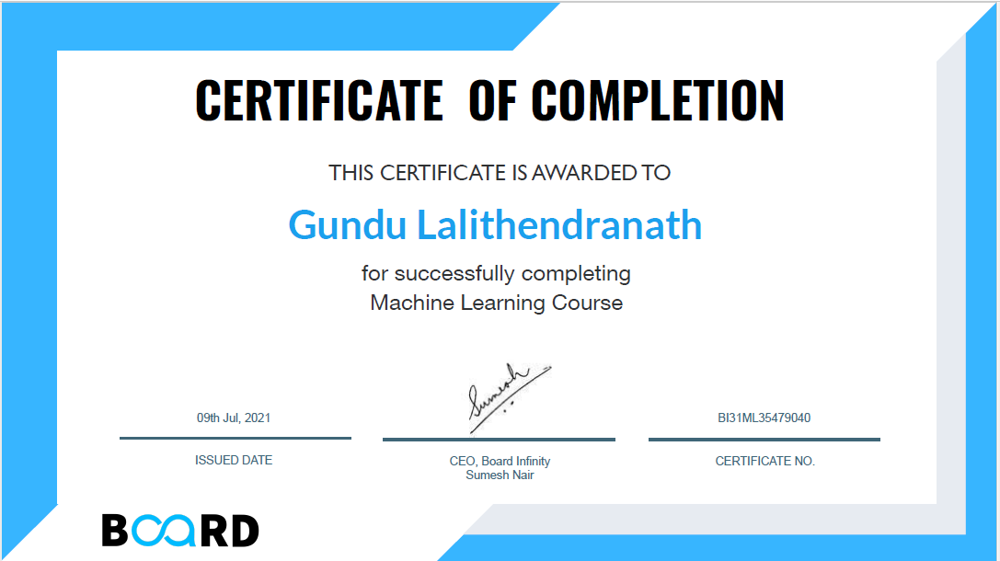 CERTIFICATE OF COMPLETION
THIS CERTIFICATE IS AWARDED TO
Gundu Lalithendranath
for successfully completing
Machine Learning Course
Sumesh
09th Jul, 2021
BI31ML35479040
ISSUED DATE
CEO, Board Infinity
Sumesh Nair
CERTIFICATE NO.
BOARD